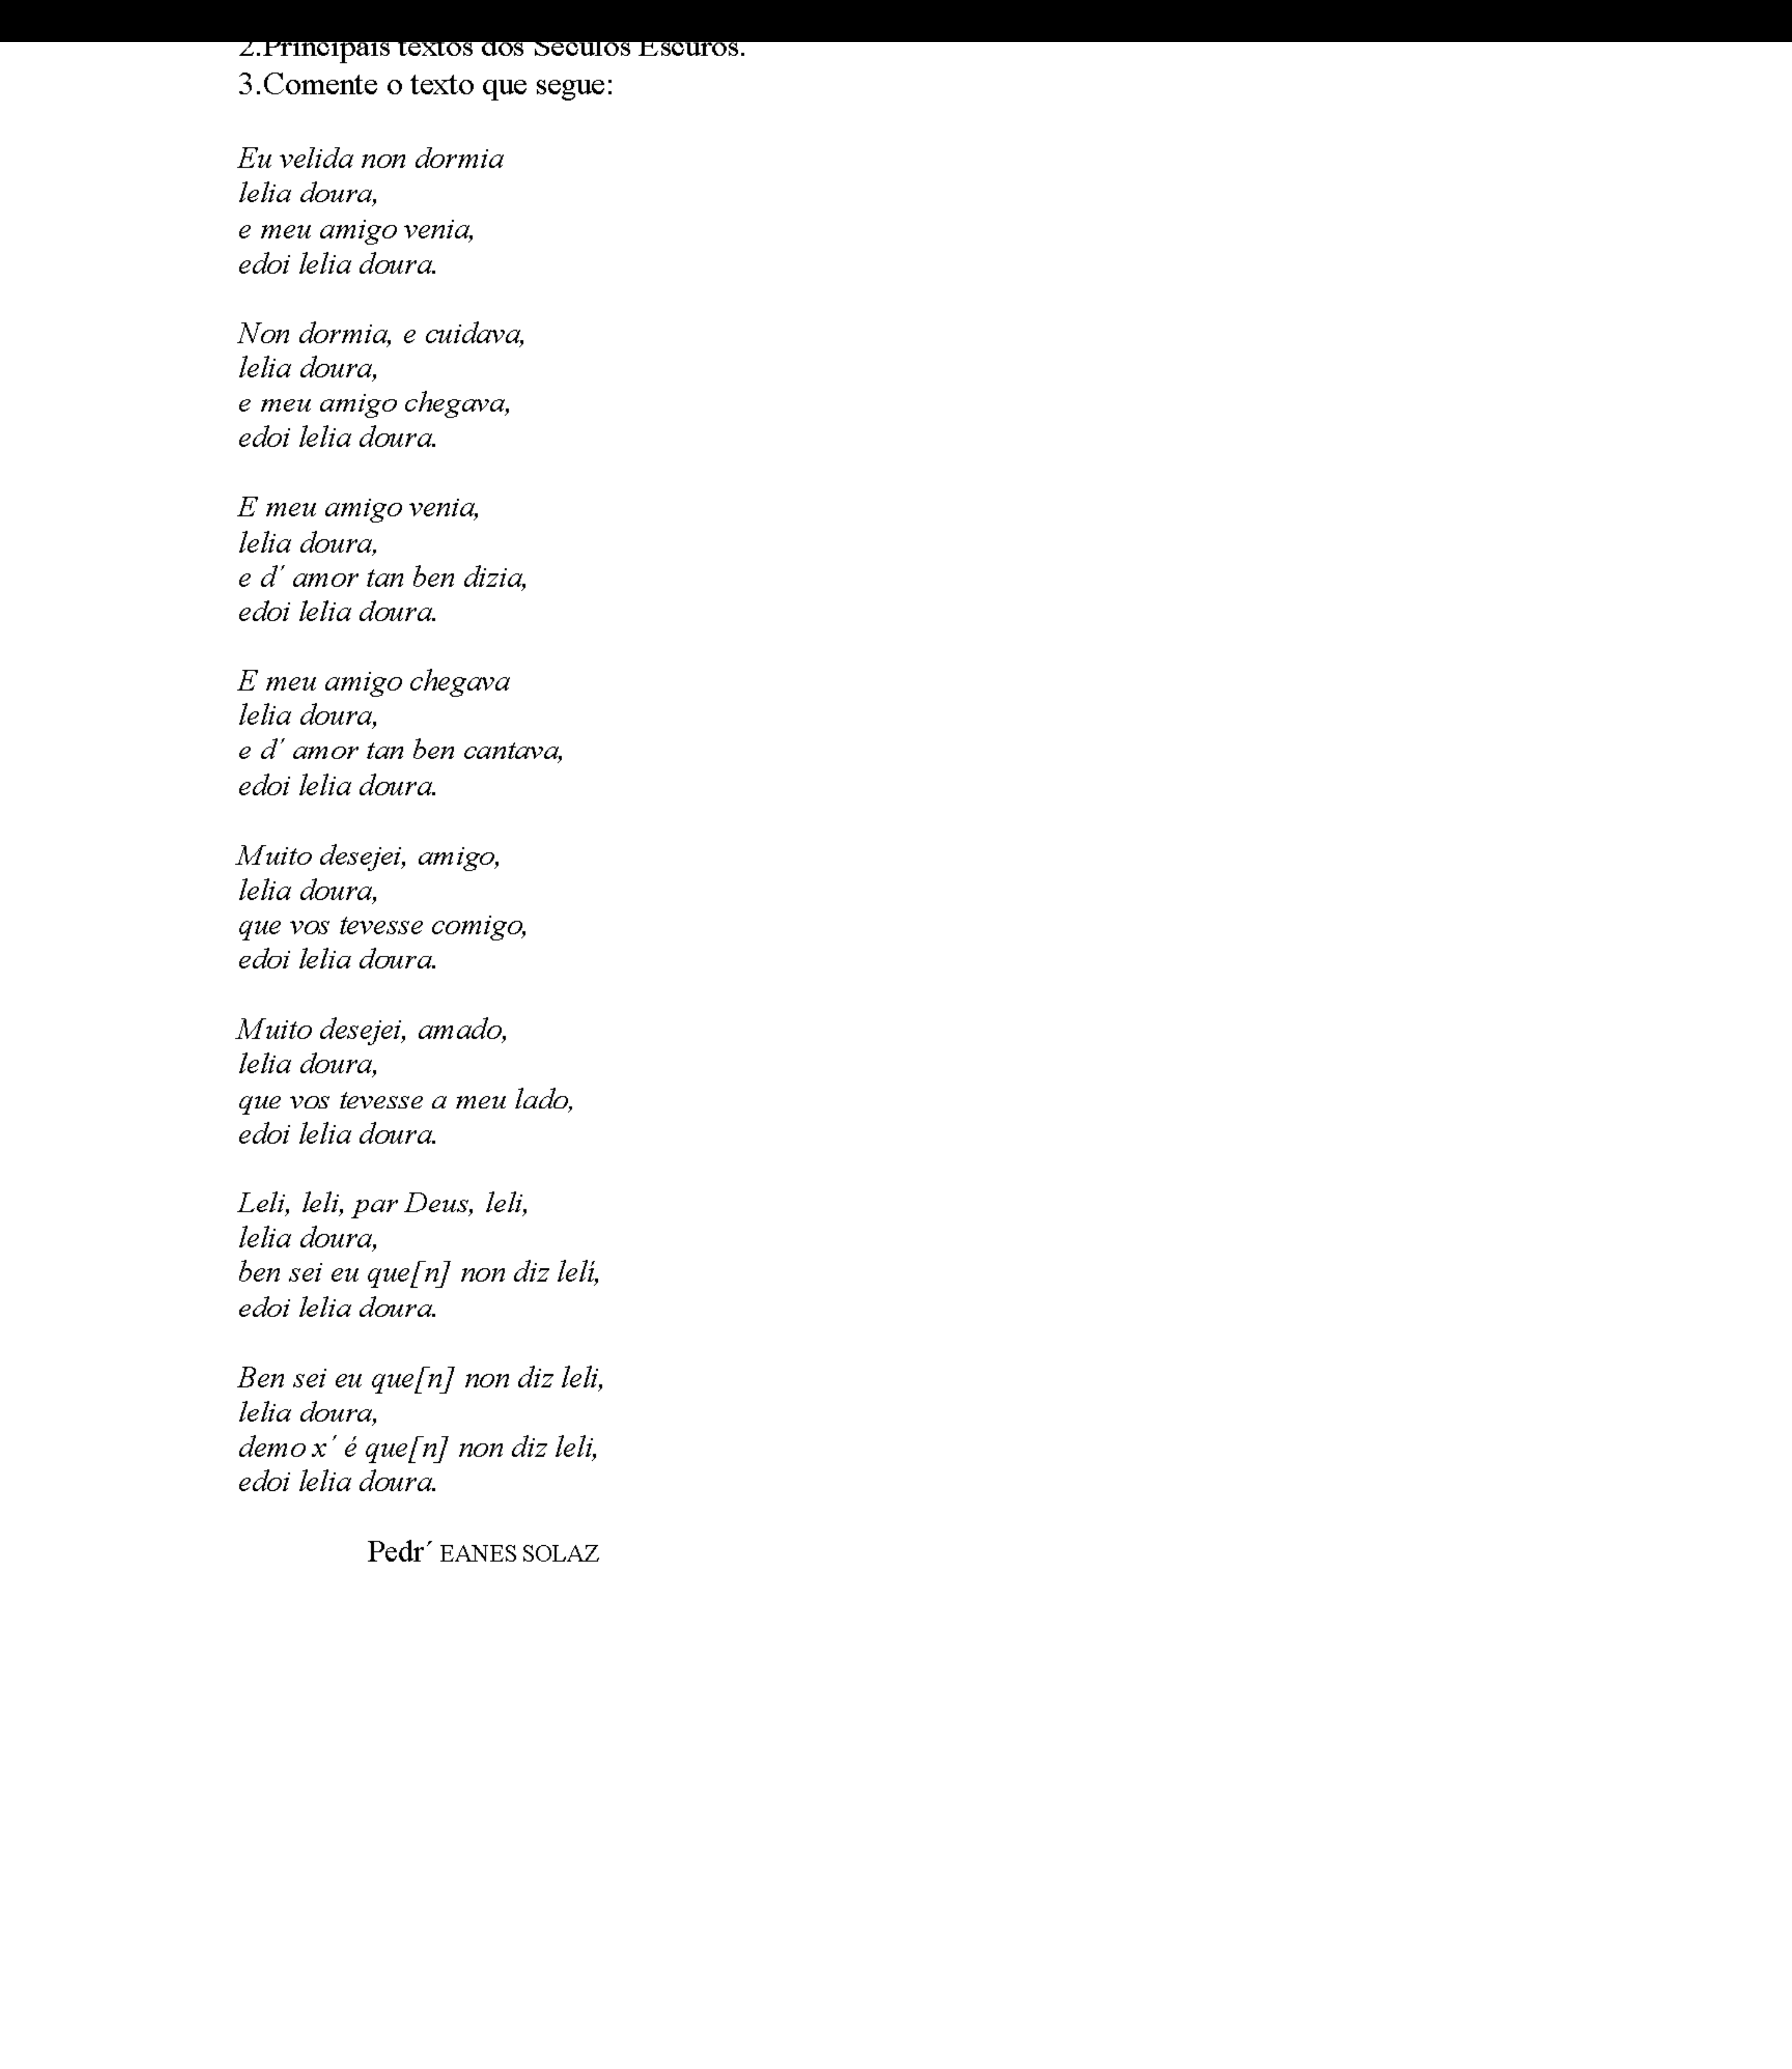 2.Principais textos dos Séculos Escuros.
3.Comente o texto que segue:
Eu velida non dormia
lelia doura,
e meu amigo venia,
edoi lelia doura.
Non dormia, e cuidava,
lelia doura,
e meu amigo chegava,
edoi lelia doura.
E meu amigo venia,
lelia doura,
e d´ amor tan ben dizia,
edoi lelia doura.
E meu amigo chegava
lelia doura,
e d´ amor tan ben cantava,
edoi lelia doura.
Muito desejei, amigo,
lelia doura,
que vos tevesse comigo,
edoi lelia doura.
Muito desejei, amado,
lelia doura,
que vos tevesse a meu lado,
edoi lelia doura.
Leli, leli, par Deus, leli,
lelia doura,
ben sei eu que[n] non diz lelí,
edoi lelia doura.
Ben sei eu que[n] non diz leli,
lelia doura,
demo x´ é que[n] non diz leli,
edoi lelia doura.
Pedr´ EANES SOLAZ